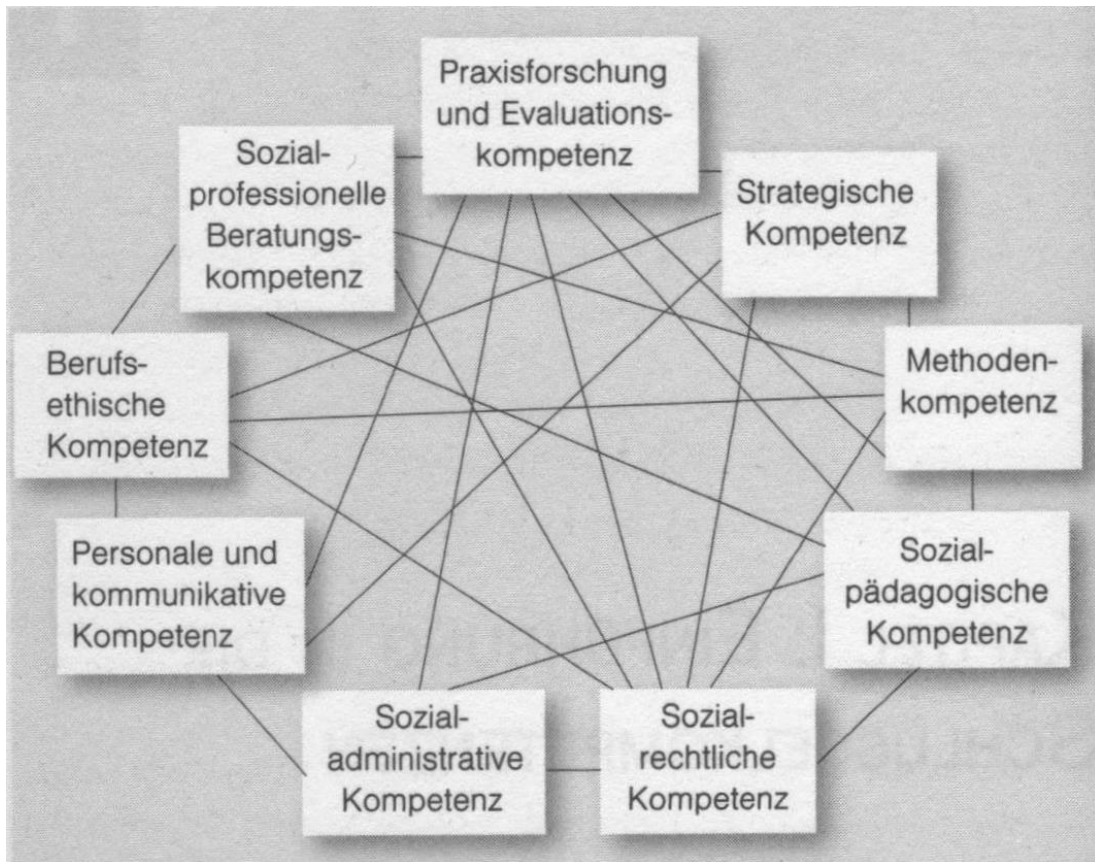 Praxisforschung
und Evaluations-
kompetenz
Sozial-
professionelle
Beratungs-
kompetenz
Strategische
Kompetenz
Berufs-
ethische
Kompetenz
Methoden-
kompetenz
Personale und
kommunikative
Kompetenz
Sozial-
pädagogische
Kompetenz
Sozial-
administrative
Kompetenz
Sozial-
rechtliche
Kompetenz